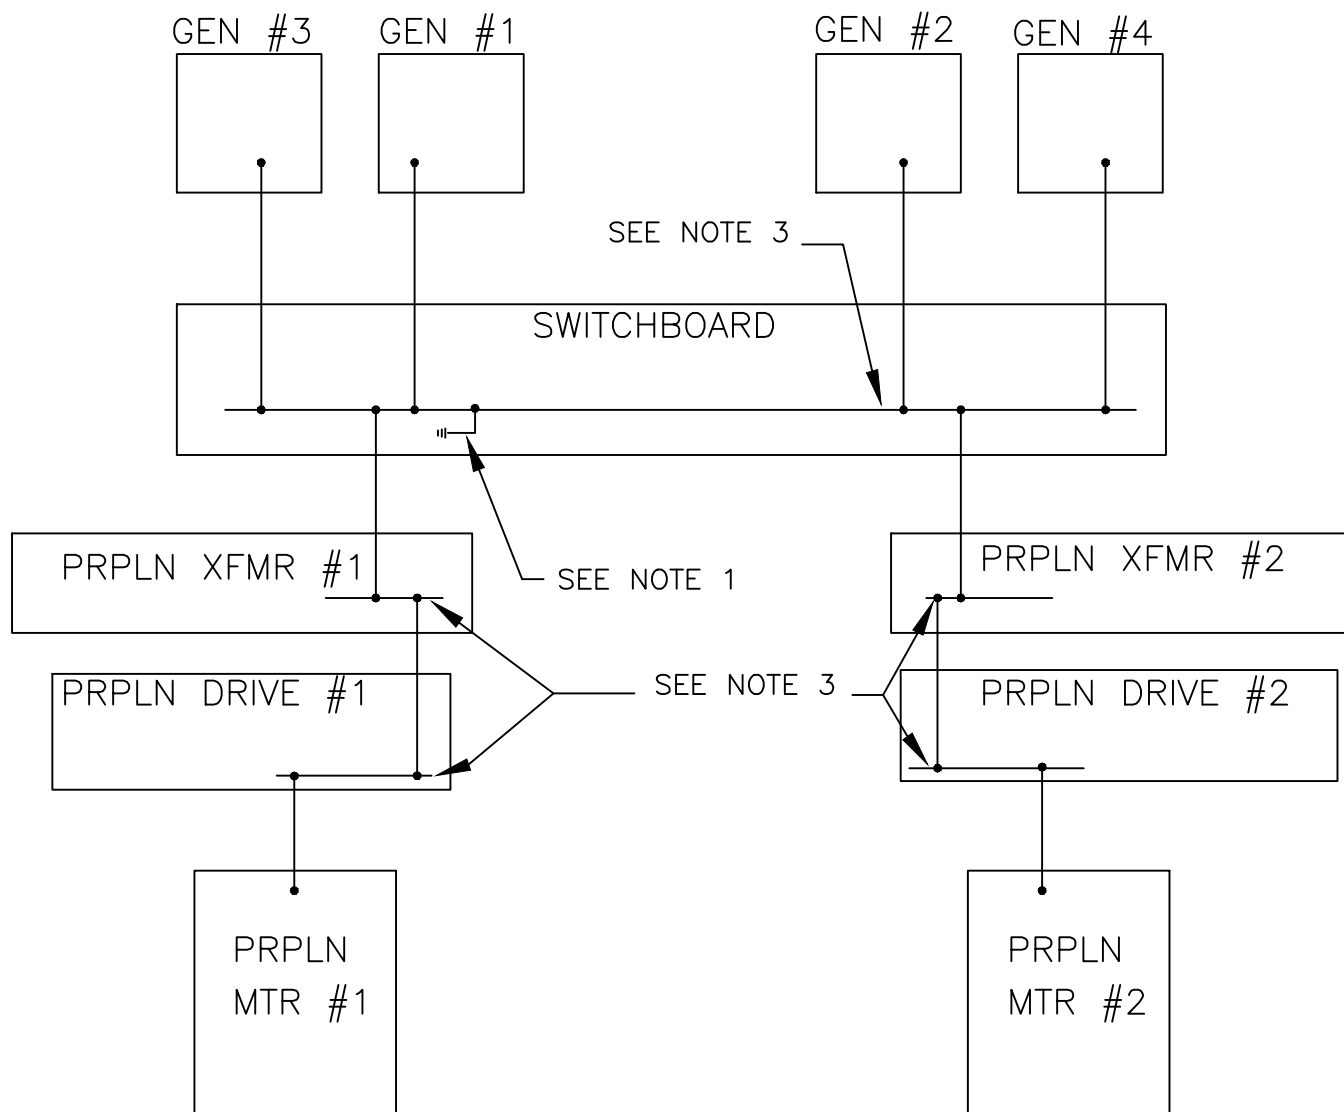 GEN #3
GEN #1
GEN #2
GEN #4
SEE NOTE 3
SWITCHBOARD
PRPLN XFMR #1
SEE NOTE 1
PRPLN XFMR #2
PRPLN DRIVE #1
SEE NOTE 3
PRPLN DRIVE #2
PRPLN
MTR #1
PRPLN
MTR #2